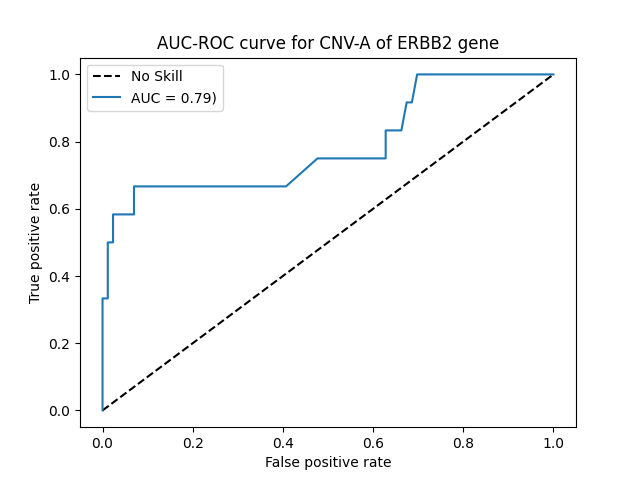 AUC-ROC curve for CNV-A of ERBB2 gene
No Skill
AUC = 0.79)
True positive rate
1.0
0.8
0.6
0.4
0.2
0.0
0.0 0.2 0.4 0.6 0.8 1.0
False positive rate